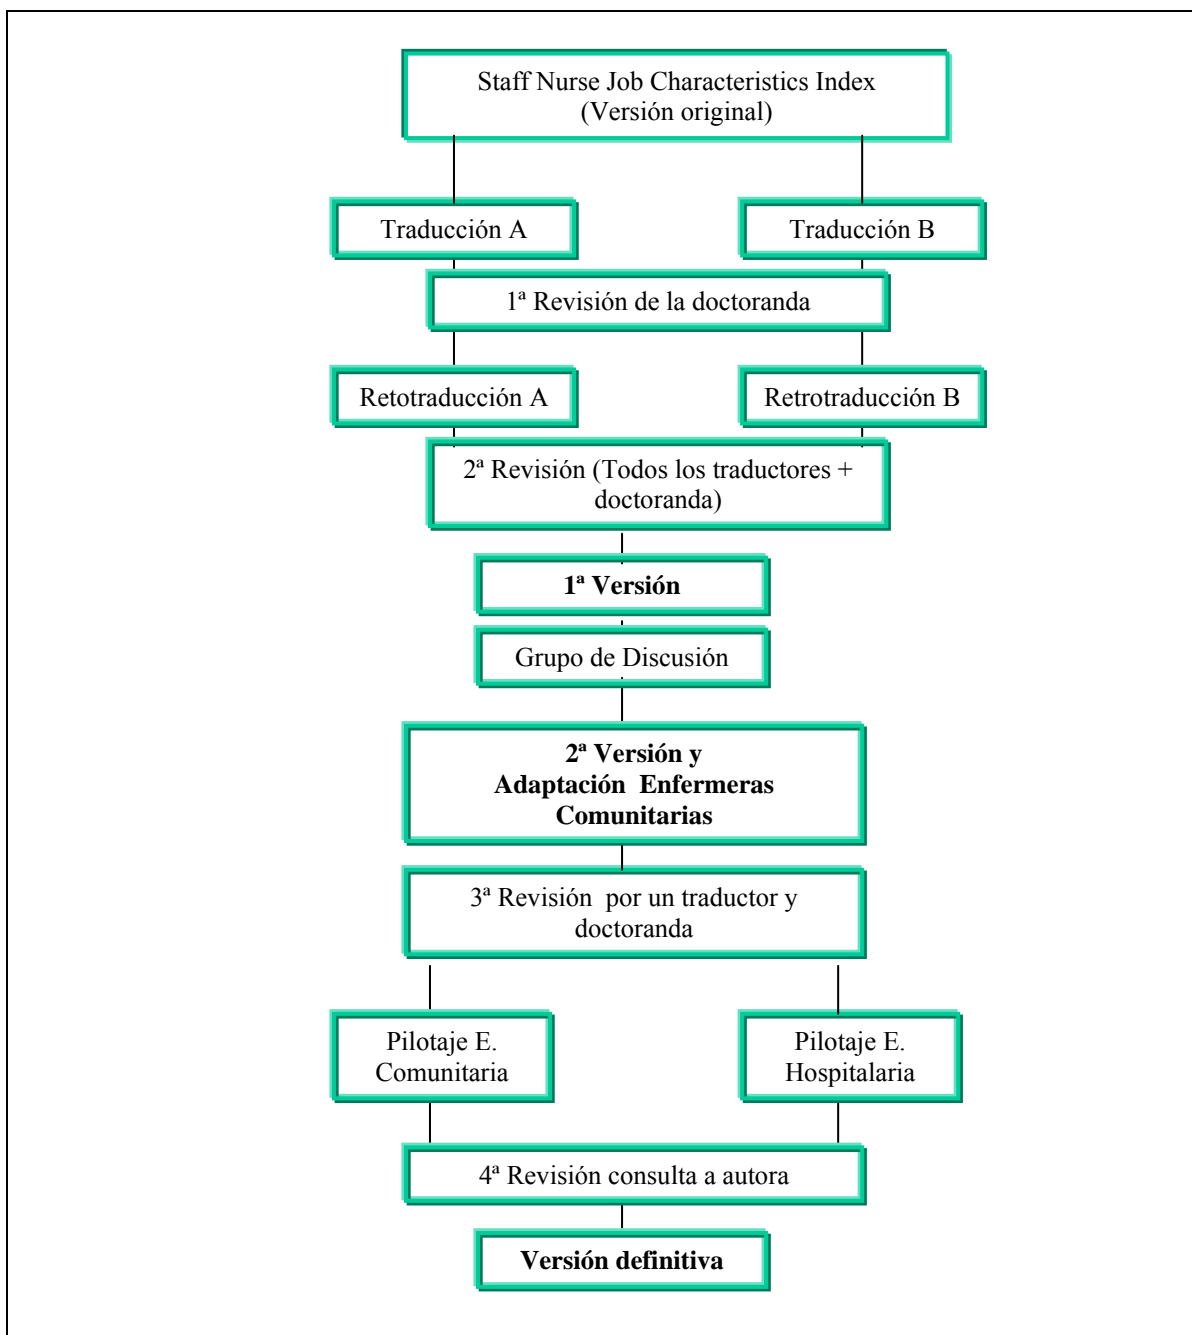 Staff Nurse Job Characteristics Index
(Versión original)
Traducción A
Traducción B
1ª Revisión de la doctoranda
Retotraducción A
Retrotraducción B
2ª Revisión (Todos los traductores +
doctoranda)
1ª Versión
Grupo de Discusión
2ª Versión y
Adaptación Enfermeras
Comunitarias
3ª Revisión por un traductor y
doctoranda
Pilotaje E.
Comunitaria
Pilotaje E.
Hospitalaria
4ª Revisión consulta a autora
Versión definitiva